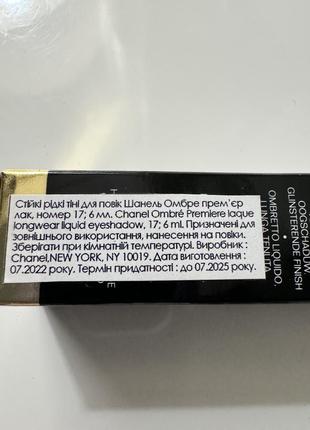 Стійкі рідкі тіні для повік Шанель Омбре прем'єр
лак, номер 17; 6 мл. Chanel Ombré Premiere laque
longwear liquid eyeshadow, 17; 6 ml. Призначені для
зовнішнього використання, нанесення на повіки.
Зберігати при кімнатній температурі. Виробник :
Chanel,NEW YORK, NY 10019. Дата виготовлення :
07.2022 року. Термін придатності : до 07.2025 року.
OOGSCHADUW
GLINSTERENDE FINISH
OMBRETTO LIQUIDO,
LUNGA TENUTA